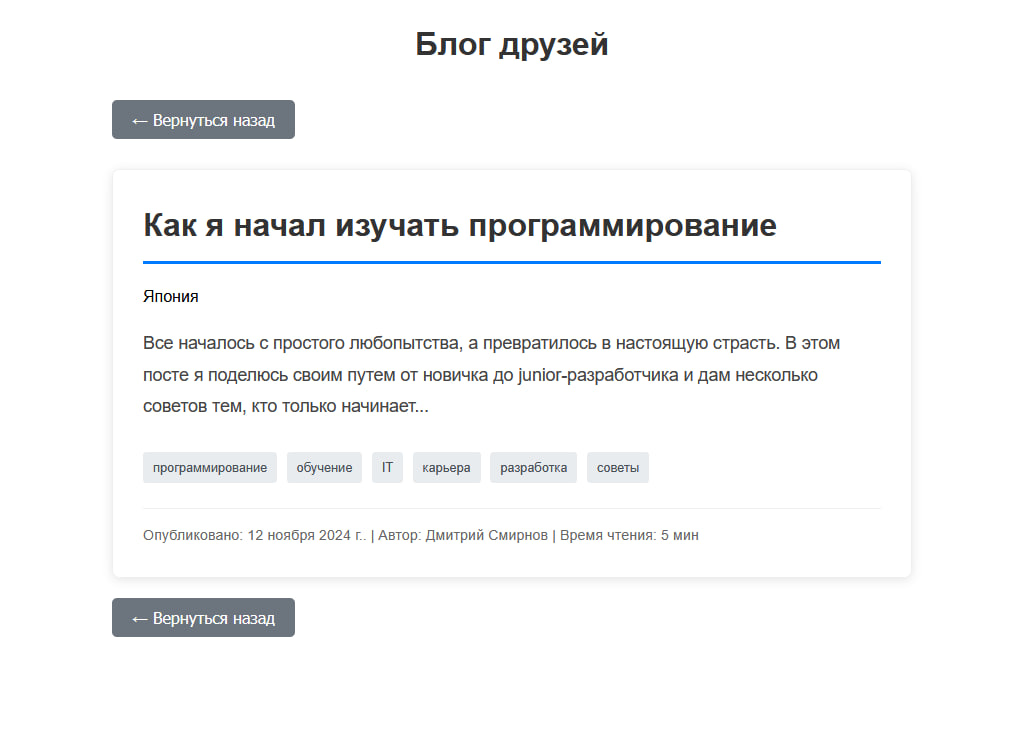 Блог друзей
← Вернуться назад
Как я начал изучать программирование
Япония
Все началось с простого любопытства, а превратилось в настоящую страсть. В этом
посте я поделюсь своим путем от новичка до junior-разработчика и дам несколько
советов тем, кто только начинает...
программирование обучение IT карьера разработка советы
Опубликовано: 12 ноября 2024 г.. | Автор: Дмитрий Смирнов | Время чтения: 5 мин
← Вернуться назад